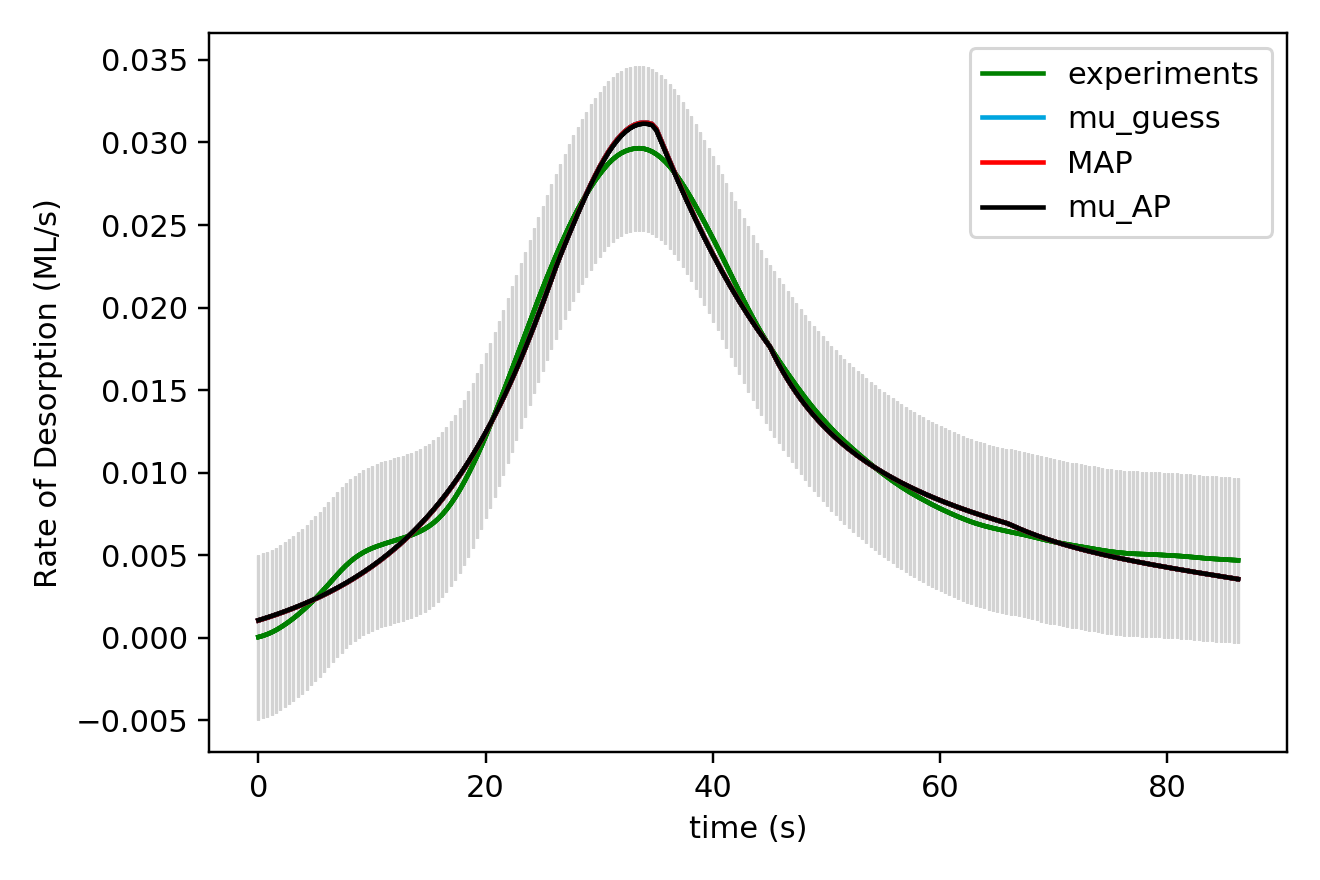 0.035
0.030
0.025
0.020
0.015
0.010
0.005
0.000
−0.005
Rate of Desorption (ML/s)
experiments
mu_guess
MAP
mu_AP
0 20 40 60 80
time (s)